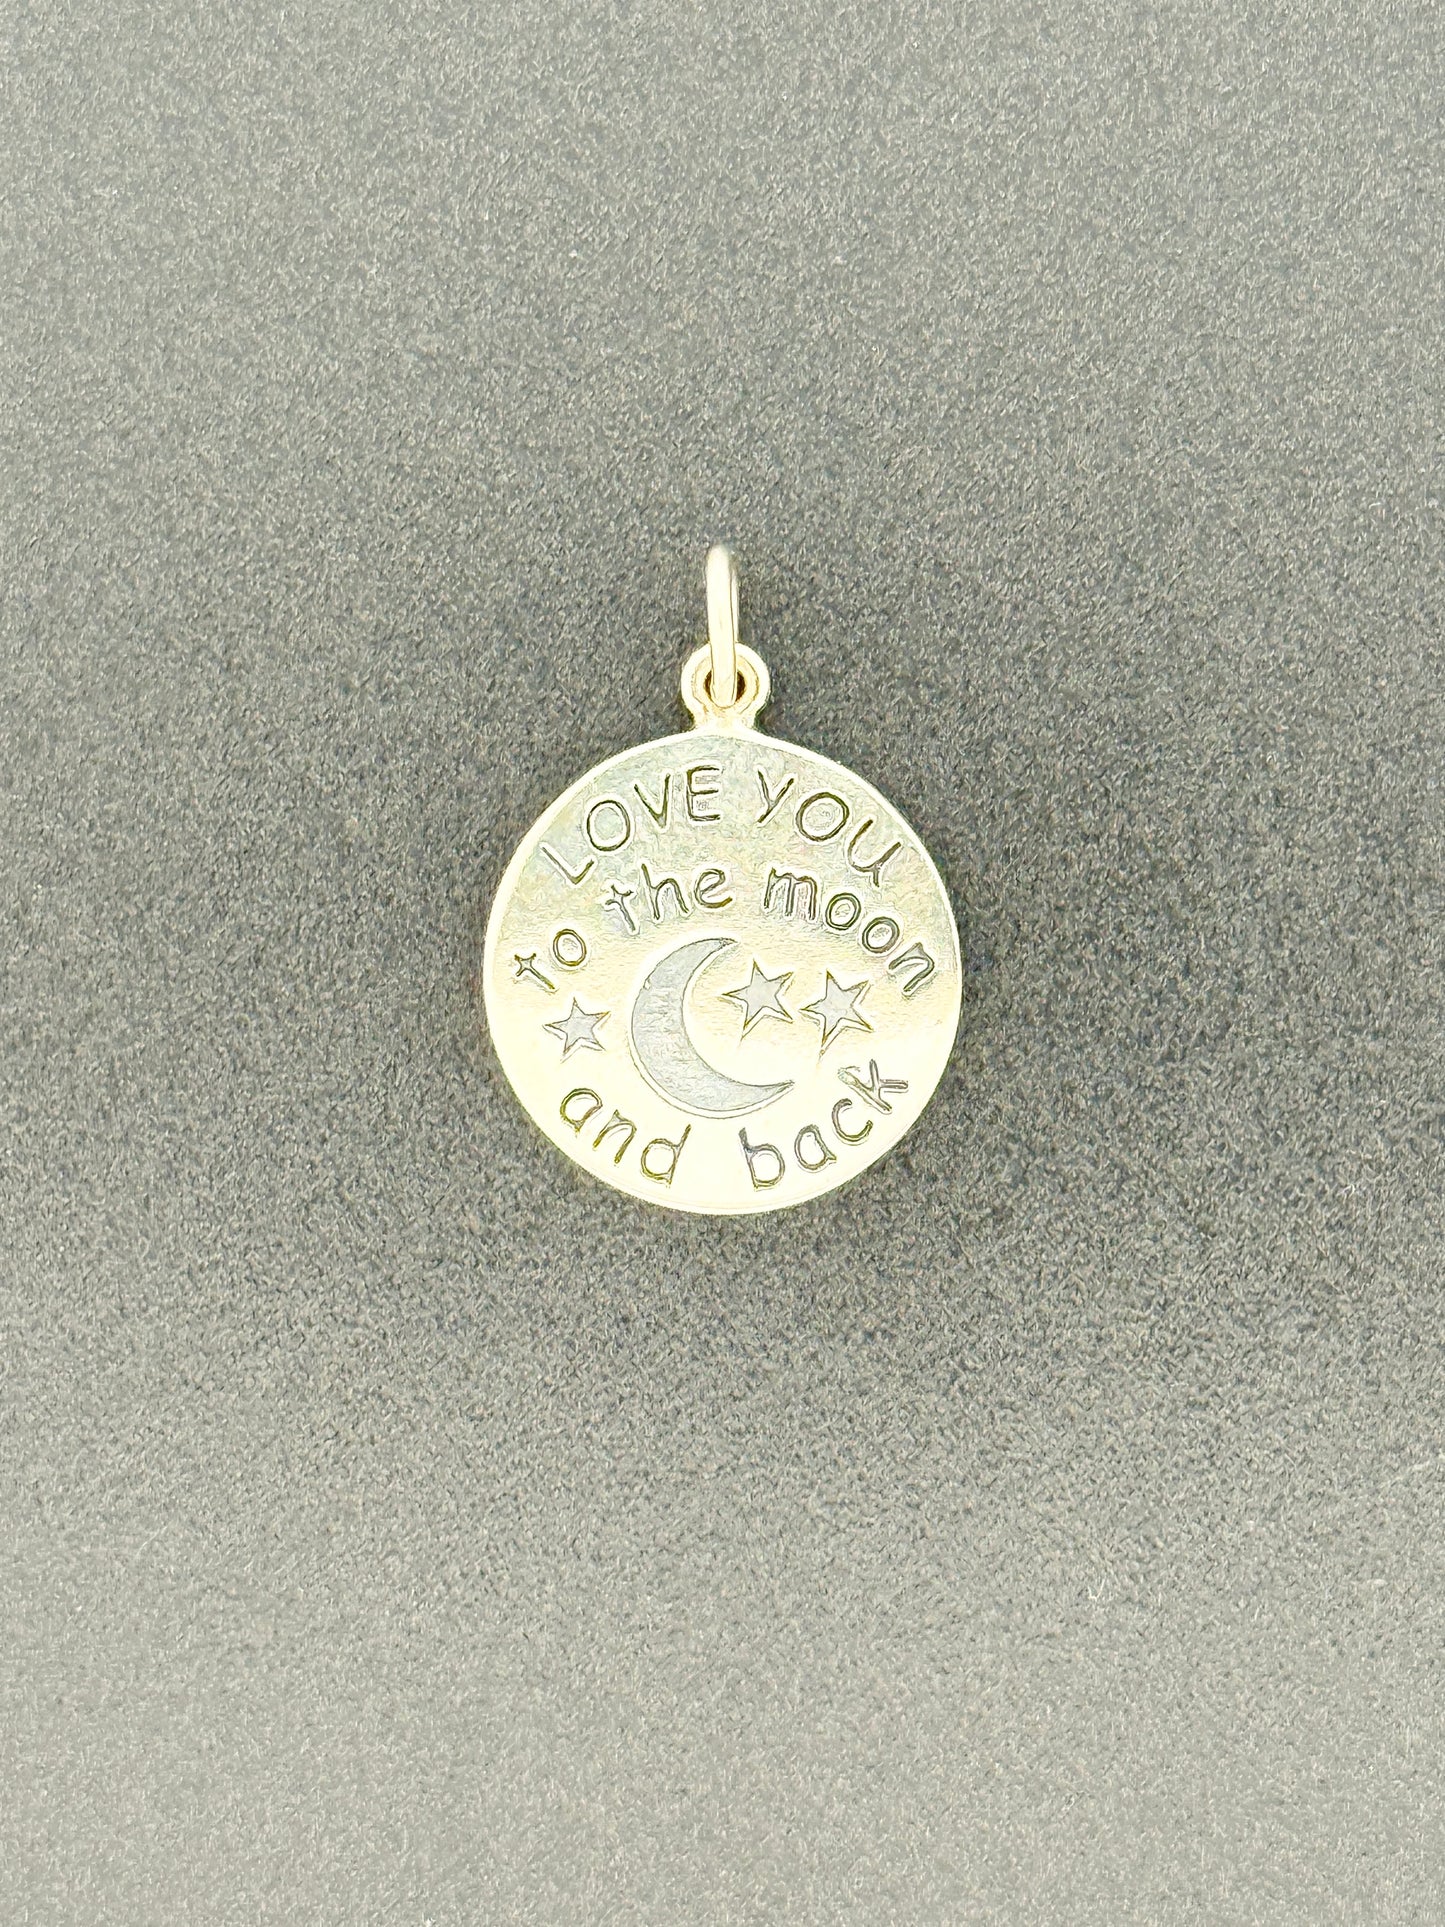 LOVE YOU
to the moon
and back